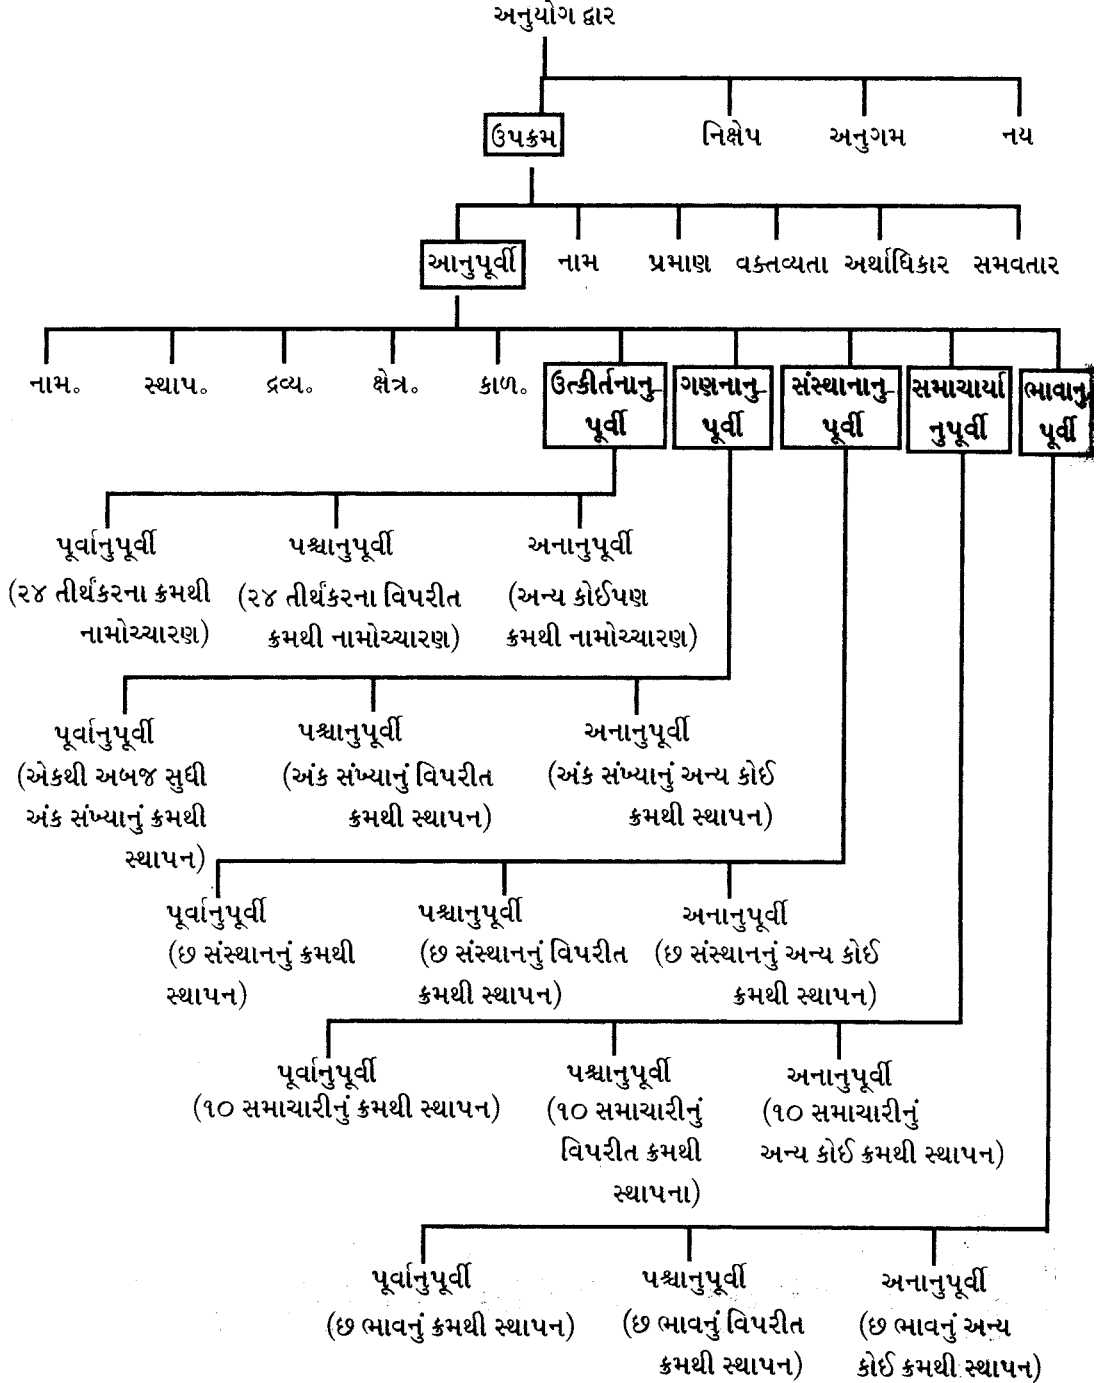 અનુયોગ દ્વાર
ઉપક્રમ નિક્ષેપ અનુગમ નય
આનુપૂર્વી નામ પ્રમાણ વક્તવ્યતા અર્થાધિકાર સમવતાર
નામ૰ સ્થાપ૰ દ્રવ્ય૰ ક્ષેત્ર૰ કાળ૰ ઉત્કીર્તનાનુ- ગણનાનુ- સંસ્થાનાનુ- સમાચાર્યા ભાવાનુ-
પૂર્વી પૂર્વી પૂર્વી નુપૂર્વી પૂર્વી
પૂર્વાનુપૂર્વી પશ્ચાનુપૂર્વી અનાનુપૂર્વી
(૨૪ તીર્થંકરના ક્રમથી (૨૪ તીર્થંકરના વિપરીત (અન્ય કોઈપણ
નામોચ્ચારણ) ક્રમથી નામોચ્ચારણ) ક્રમથી નામોચ્ચારણ)
પૂર્વાનુપૂર્વી પશ્ચાનુપૂર્વી અનાનુપૂર્વી
(એકથી અબજ સુધી (અંક સંખ્યાનું વિપરીત (અંક સંખ્યાનું અન્ય કોઈ
અંક સંખ્યાનું ક્રમથી ક્રમથી સ્થાપન) ક્રમથી સ્થાપન)
સ્થાપન)
પૂર્વાનુપૂર્વી પશ્ચાનુપૂર્વી અનાનુપૂર્વી
(છ સંસ્થાનનું ક્રમથી (છ સંસ્થાનનું વિપરીત (છ સંસ્થાનનું અન્ય કોઈ
સ્થાપન) ક્રમથી સ્થાપન) ક્રમથી સ્થાપન)
પૂર્વાનુપૂર્વી પશ્ચાનુપૂર્વી અનાનુપૂર્વી
(૧૦ સમાચારીનું ક્રમથી સ્થાપન) (૧૦ સમાચારીનું (૧૦ સમાચારીનું
વિપરીત ક્રમથી અન્ય કોઈ ક્રમથી સ્થાપન)
સ્થાપના)
પૂર્વાનુપૂર્વી પશ્ચાનુપૂર્વી અનાનુપૂર્વી
(છ ભાવનું ક્રમથી સ્થાપન) (છ ભાવનું વિપરીત (છ ભાવનું અન્ય
ક્રમથી સ્થાપન) કોઈ ક્રમથી સ્થાપન)